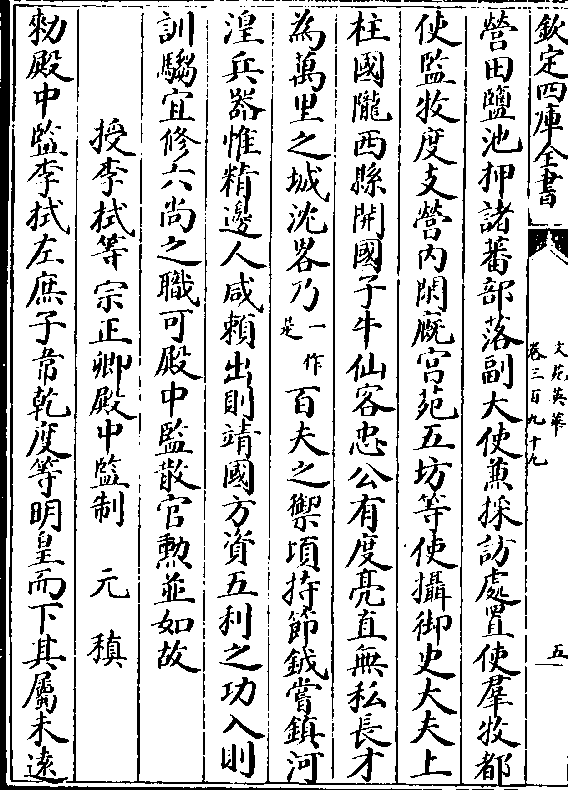 欽定四庫全書
文苑英華
卷三百九十九
五
營田鹽池押諸蕃部落副大使兼採訪處置使羣牧都
使監牧度支營内閑廐宫苑五坊等使攝御史大夫上
柱國隴西縣開國子牛仙客忠公有度亮直無私長才
為萬里之城沈畧乃一作是百夫之禦頃持節鉞嘗鎮河
湟兵器惟精邊人咸頼出則靖國方資五利之功入則
訓驺宜修六尚之職可殿中監散官勲並如故
授李拭等宗正卿殿中監制　元稹
勑殿中監李拭左庶子韋乾度等明皇而下其屬未逺